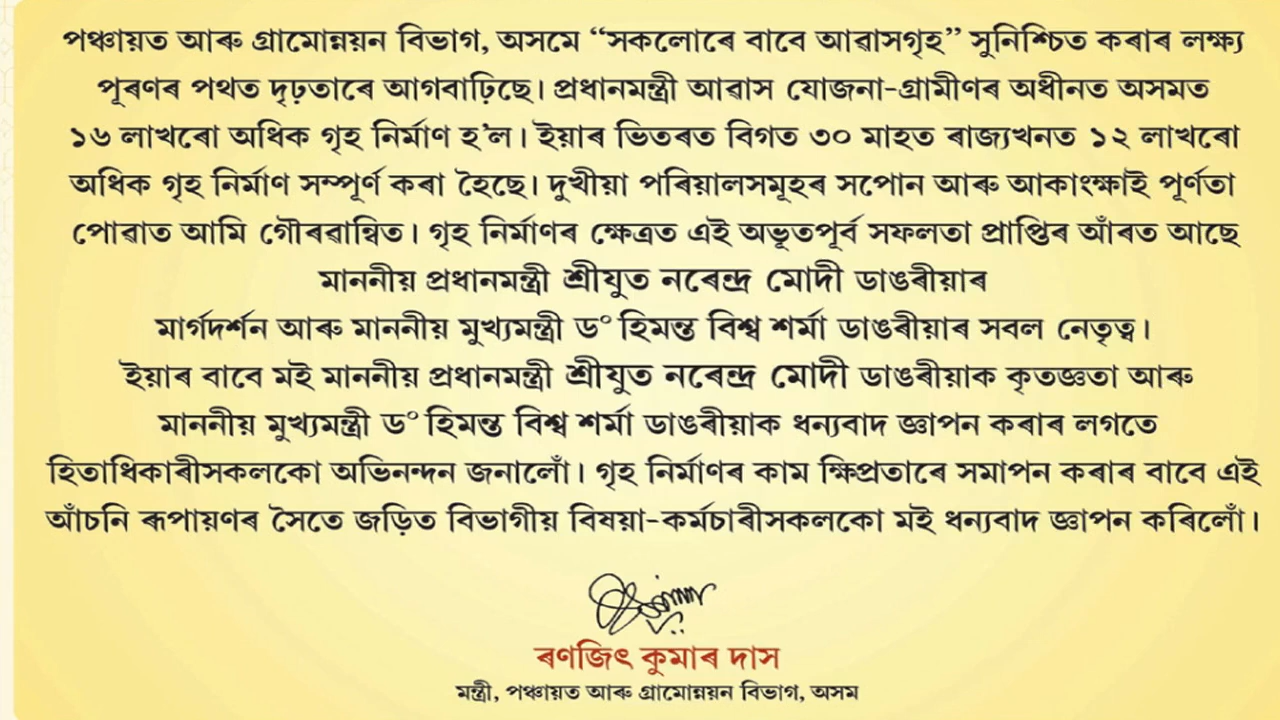 পঞ্চায়ত আৰু গ্ৰামোন্নয়ন বিভাগ, অসমে “সকলোৰে বাবে আৱাসগৃহ” সুনিশ্চিত কৰাৰ লক্ষ্য
পূৰণৰ পথত দৃঢ়তাৰে আগবাঢ়িছে। প্ৰধানমন্ত্ৰী আৱাস যোজনা-গ্ৰামীণৰ অধীনত অসমত
১৬ লাখৰো অধিক গৃহ নিৰ্মাণ হ’ল। ইয়াৰ ভিতৰত বিগত ৩০ মাহত ৰাজ্যখনত ১২ লাখৰো
অধিক গৃহ নিৰ্মাণ সম্পূৰ্ণ কৰা হৈছে। দুখীয়া পৰিয়ালসমূহৰ সপোন আৰু আকাংক্ষাই পূৰ্ণতা
পোৱাত আমি গৌৰৱান্বিত। গৃহ নিৰ্মাণৰ ক্ষেত্ৰত এই অভূতপূৰ্ব সফলতা প্ৰাপ্তিৰ আঁৰত আছে
মাননীয় প্ৰধানমন্ত্ৰী শ্ৰীযুত নৰেন্দ্ৰ মোদী ডাঙৰীয়াৰ
মাৰ্গদৰ্শন আৰু মাননীয় মুখ্যমন্ত্ৰী ড° হিমন্ত বিশ্ব শৰ্মা ডাঙৰীয়াৰ সবল নেতৃত্ব।
ইয়াৰ বাবে মই মাননীয় প্ৰধানমন্ত্ৰী শ্ৰীযুত নৰেন্দ্ৰ মোদী ডাঙৰীয়াক কৃতজ্ঞতা আৰু
মাননীয় মুখ্যমন্ত্ৰী ড° হিমন্ত বিশ্ব শৰ্মা ডাঙৰীয়াক ধন্যবাদ জ্ঞাপন কৰাৰ লগতে
হিতাধিকাৰীসকলকো অভিনন্দন জনালোঁ। গৃহ নিৰ্মাণৰ কাম ক্ষিপ্ৰতাৰে সমাপন কৰাৰ বাবে এই
আঁচনি ৰূপায়ণৰ সৈতে জড়িত বিভাগীয় বিষয়া-কৰ্মচাৰীসকলকো মই ধন্যবাদ জ্ঞাপন কৰিলোঁ।
ৰণজিৎ কুমাৰ দাস
মন্ত্ৰী, পঞ্চায়ত আৰু গ্ৰামোন্নয়ন বিভাগ, অসম